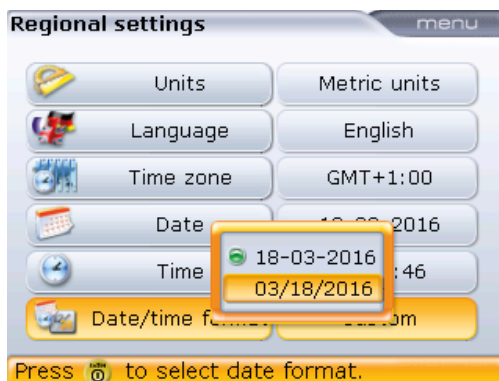 Regional settings
menu
Units
Metric units
Language
English
Time zone
GMT+1:00
Date
2016
18-03-2016
Time
:46
03/18/2016
Date/time
Press to select date format.